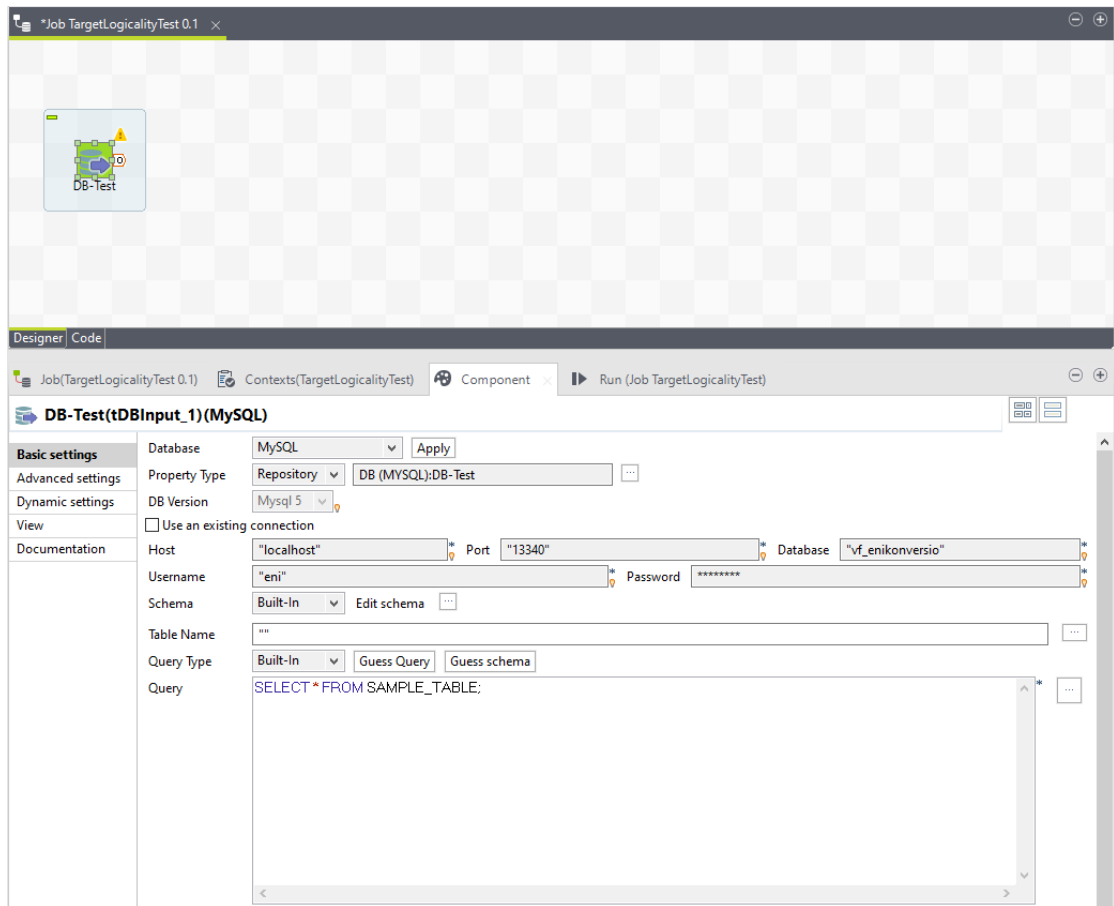 *Job TargetLogicalityTest 0.1
DB-Test
Designer Code
Job(TargetLogicalityTest 0.1) Contexts(TargetLogicalityTest) Component Run (Job TargetLogicalityTest)
DB-Test(tDBInput_1)(MySQL)
Basic settings
Advanced settings
Dynamic settings
View
Documentation
Database MySQL Apply
Property Type Repository DB (MYSQL):DB-Test ...
DB Version Mysql 5
Use an existing connection
Host "localhost" * Port "13340" * Database "vf_enikonversio" *
Username "eni" * Password ******** *
Schema Built-In Edit schema ...
Table Name "" ...
Query Type Built-In Guess Query Guess schema
Query SELECT * FROM SAMPLE_TABLE; * ...